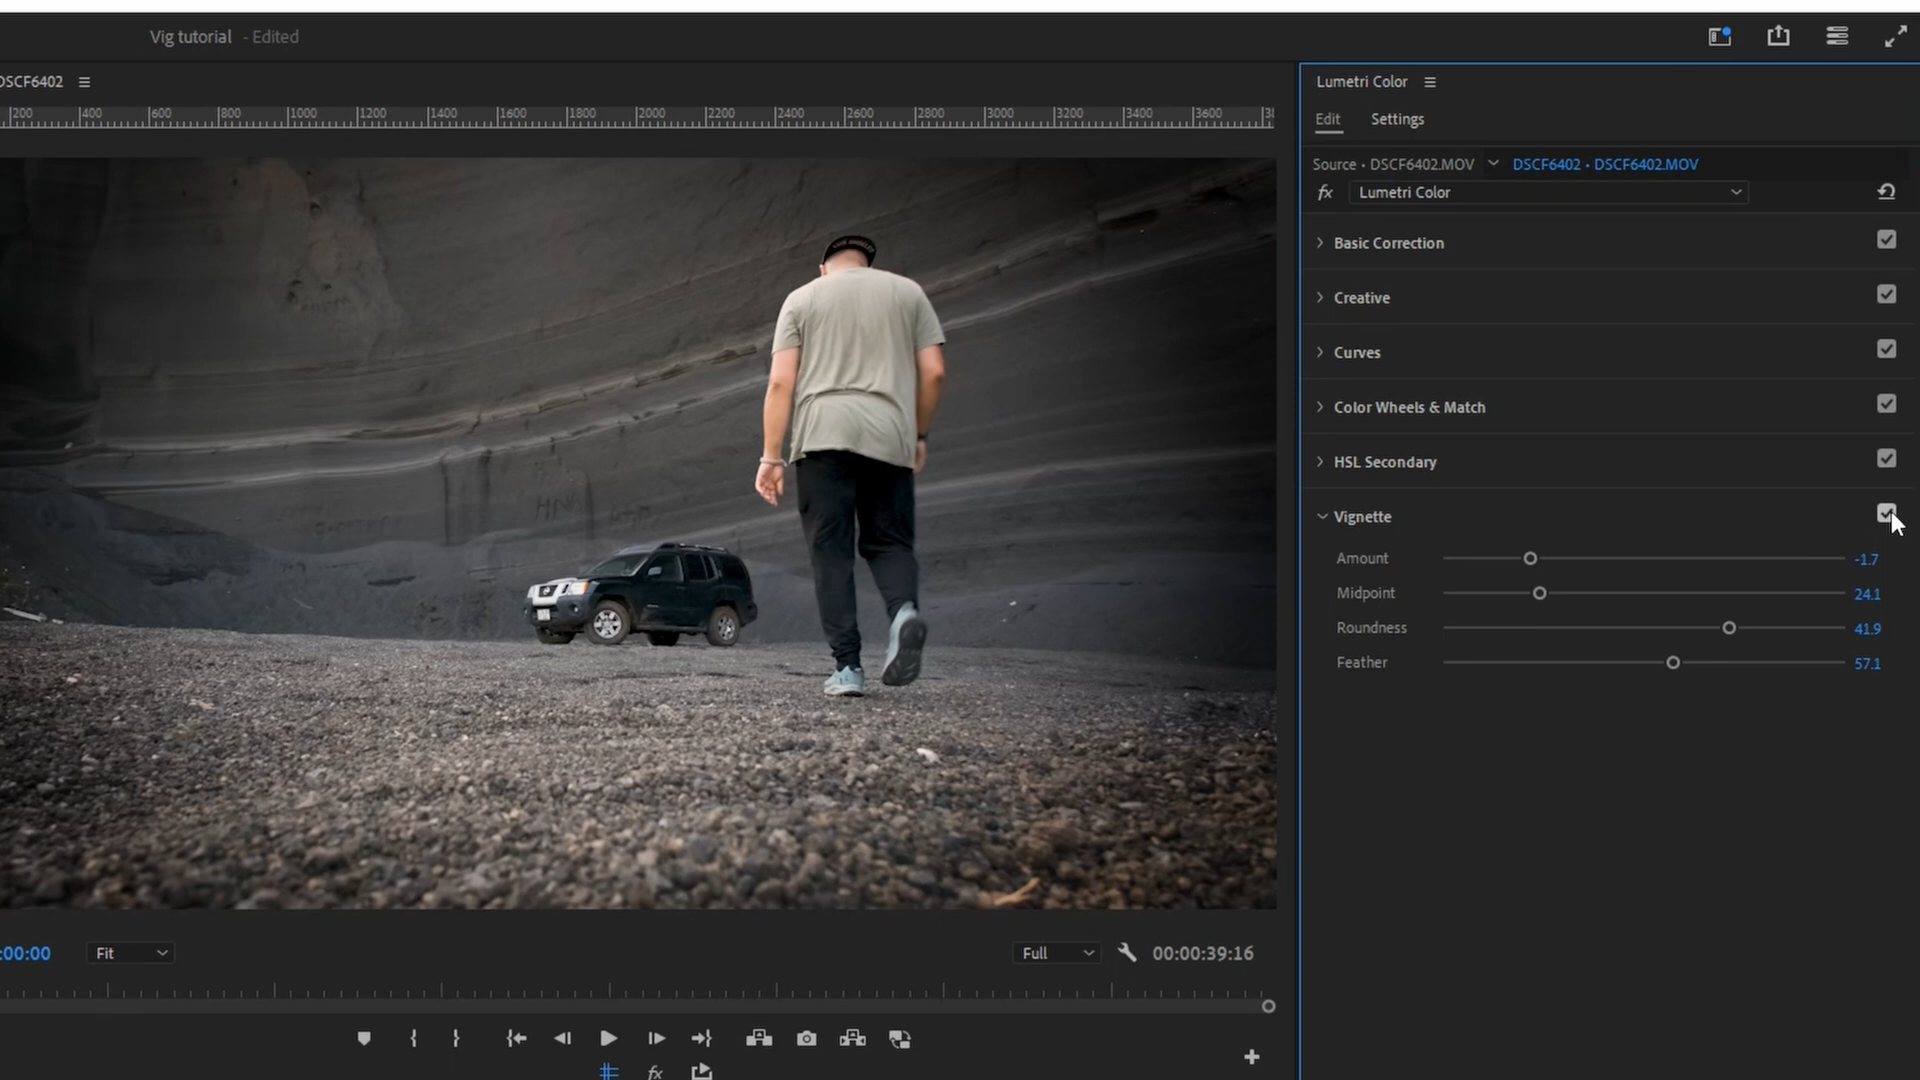 Vig tutorial - Edited
DSCF6402
200 400 600 800 1000 1200 1400 1600 1800 2000 2200 2400 2600 2800 3000 3200 3400 3600
Lumetri Color
Edit Settings
Source • DSCF6402.MOV DSCF6402 • DSCF6402.MOV
fx Lumetri Color
Basic Correction
Creative
Curves
Color Wheels & Match
HSL Secondary
Vignette
Amount -1.7
Midpoint 24.1
Roundness 41.9
Feather 57.1
:00:00 Fit Full 00:00:39:16
fx